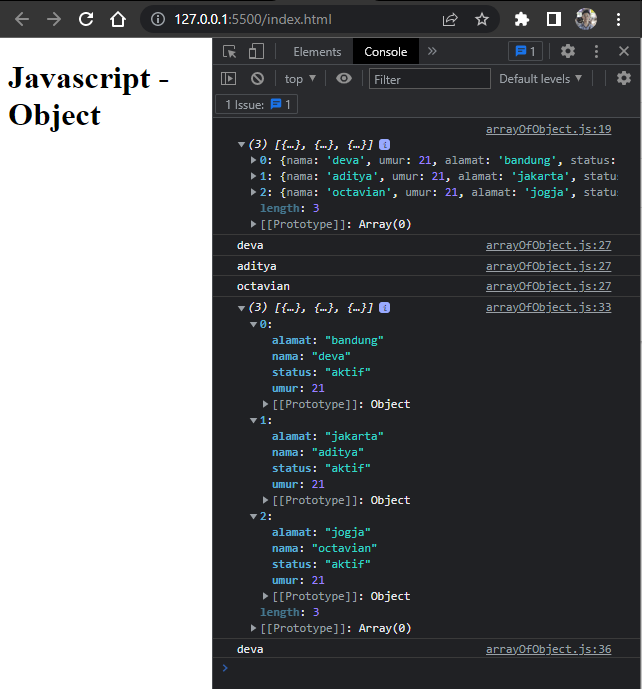 127.0.0.1:5500/index.html
Elements Console » 1
top Filter Default levels
1 Issue: 1
Javascript -
Object
arrayOfObject.js:19
(3) [{…}, {…}, {…}] i
0: {nama: 'deva', umur: 21, alamat: 'bandung', status:
1: {nama: 'aditya', umur: 21, alamat: 'jakarta', statu
2: {nama: 'octavian', umur: 21, alamat: 'jogja', statu
length: 3
[[Prototype]]: Array(0)
deva arrayOfObject.js:27
aditya arrayOfObject.js:27
octavian arrayOfObject.js:27
(3) [{…}, {…}, {…}] i arrayOfObject.js:33
0:
alamat: "bandung"
nama: "deva"
status: "aktif"
umur: 21
[[Prototype]]: Object
1:
alamat: "jakarta"
nama: "aditya"
status: "aktif"
umur: 21
[[Prototype]]: Object
2:
alamat: "jogja"
nama: "octavian"
status: "aktif"
umur: 21
[[Prototype]]: Object
length: 3
[[Prototype]]: Array(0)
deva arrayOfObject.js:36